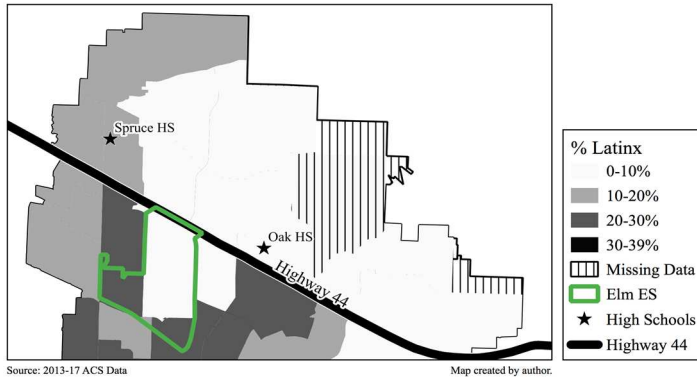 Spruce HS
Oak HS
Highway 44
% Latinx
0-10%
10-20%
20-30%
30-39%
Missing Data
Elm ES
High Schools
Highway 44
Source: 2013-17 ACS Data
Map created by author.